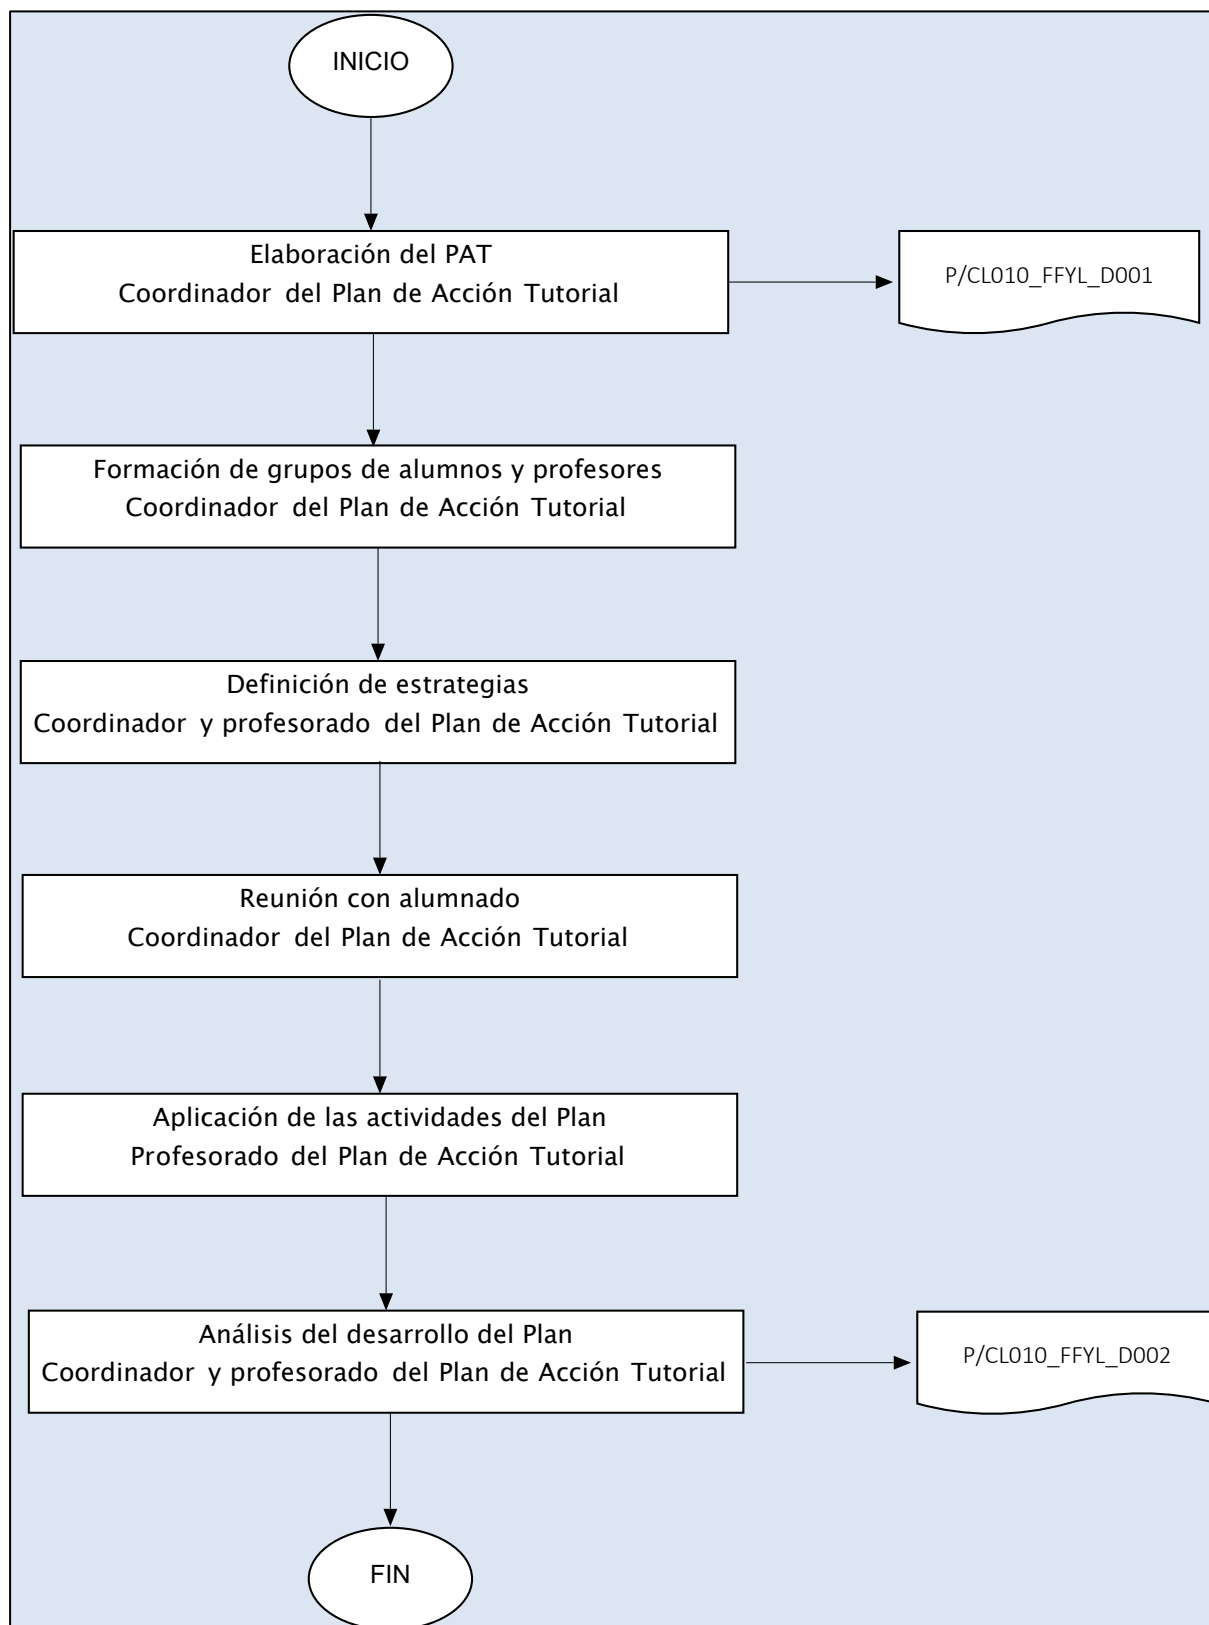 INICIO
Elaboración del PAT
Coordinador del Plan de Acción Tutorial
P/CL010_FFYL_D001
Formación de grupos de alumnos y profesores
Coordinador del Plan de Acción Tutorial
Definición de estrategias
Coordinador y profesorado del Plan de Acción Tutorial
Reunión con alumnado
Coordinador del Plan de Acción Tutorial
Aplicación de las actividades del Plan
Profesorado del Plan de Acción Tutorial
Análisis del desarrollo del Plan
Coordinador y profesorado del Plan de Acción Tutorial
P/CL010_FFYL_D002
FIN